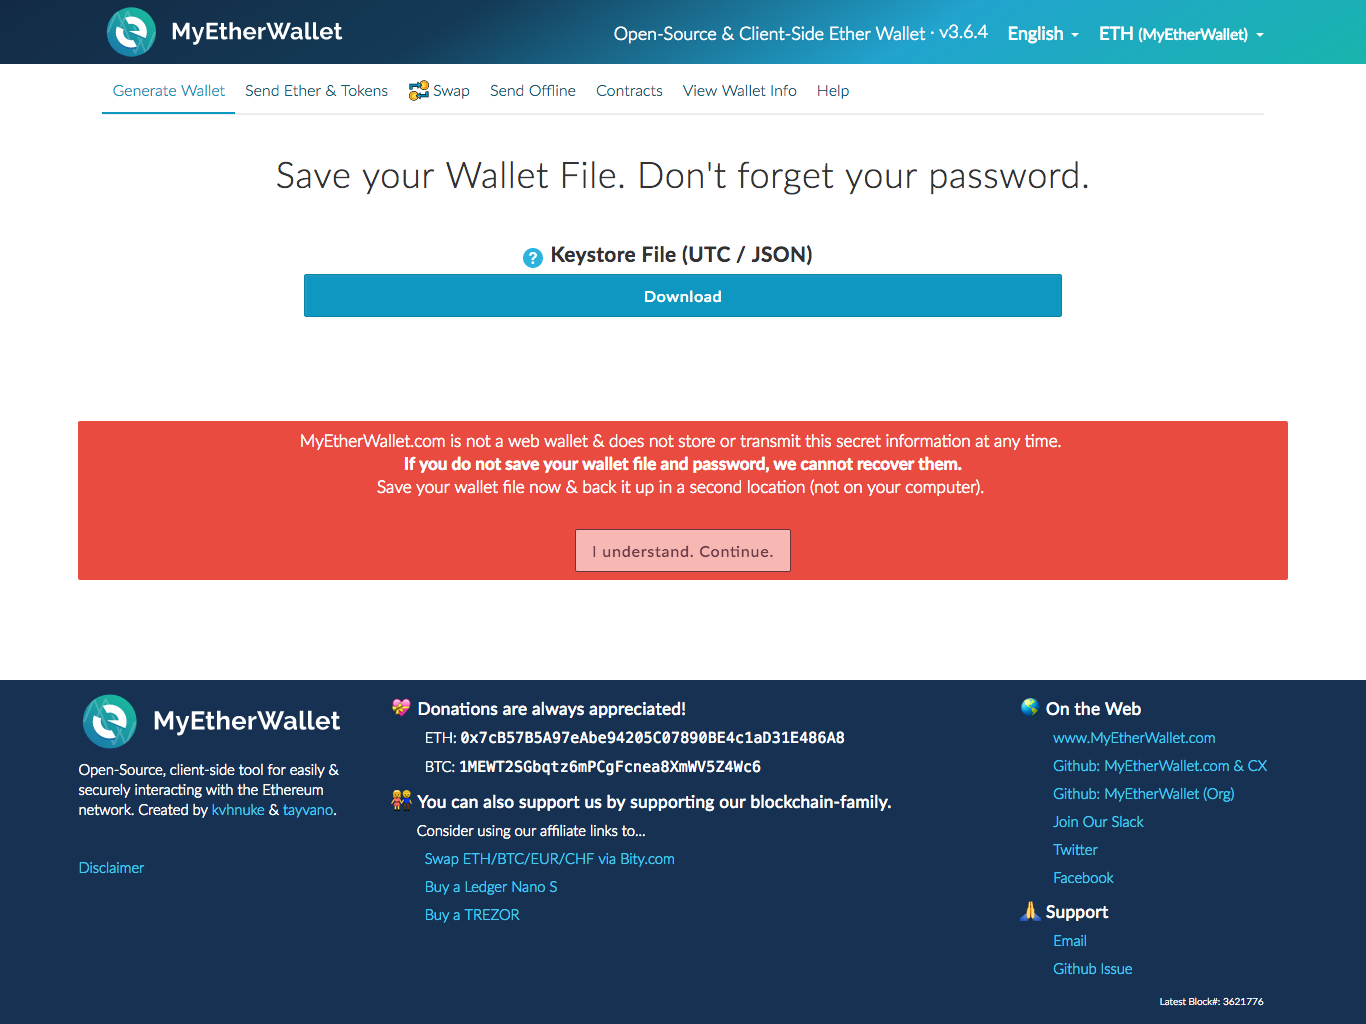 MyEtherWallet
Open-Source & Client-Side Ether Wallet · v3.6.4 English ETH (MyEtherWallet)
Generate Wallet Send Ether & Tokens Swap Send Offline Contracts View Wallet Info Help
Save your Wallet File. Don't forget your password.
? Keystore File (UTC / JSON)
Download
MyEtherWallet.com is not a web wallet & does not store or transmit this secret information at any time.
If you do not save your wallet file and password, we cannot recover them.
Save your wallet file now & back it up in a second location (not on your computer).
I understand. Continue.
MyEtherWallet
Open-Source, client-side tool for easily &
securely interacting with the Ethereum
network. Created by kvhnuke & tayvano.
Disclaimer
Donations are always appreciated!
ETH: 0x7cB57B5A97eAbe94205C07890BE4c1aD31E486A8
BTC: 1MEWT2SGbqtz6mPCgFcnea8XmWV5Z4Wc6
You can also support us by supporting our blockchain-family.
Consider using our affiliate links to...
Swap ETH/BTC/EUR/CHF via Bity.com
Buy a Ledger Nano S
Buy a TREZOR
On the Web
www.MyEtherWallet.com
Github: MyEtherWallet.com & CX
Github: MyEtherWallet (Org)
Join Our Slack
Twitter
Facebook
Support
Email
Github Issue
Latest Block#: 3621776